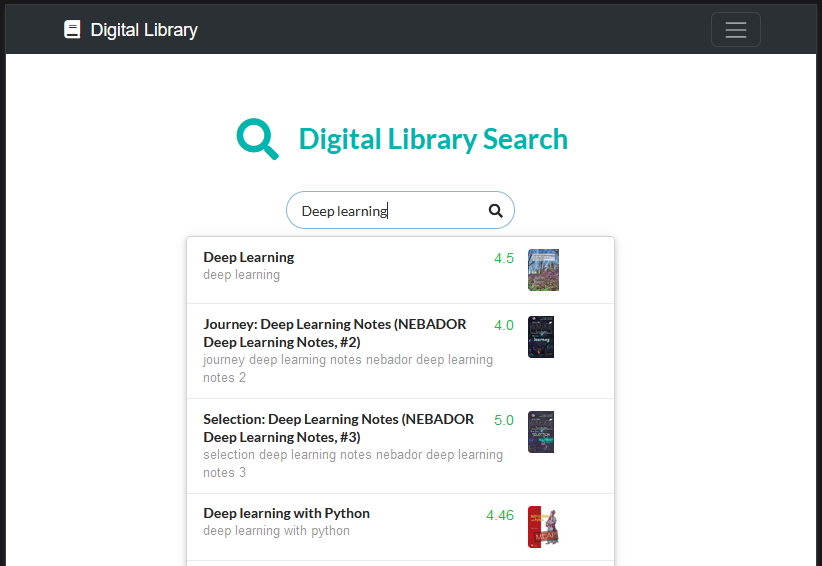 Digital Library
Digital Library Search
Deep learning
Deep Learning
4.5
deep learning
Journey: Deep Learning Notes (NEBADOR
4.0
Deep Learning Notes, #2)
journey deep learning notes nebador deep learning
notes 2
Selection: Deep Learning Notes (NEBADOR
5.0
Deep Learning Notes, #3)
selection deep learning notes nebador deep learning
notes 3
Deep learning with Python
4.46
deep learning with python